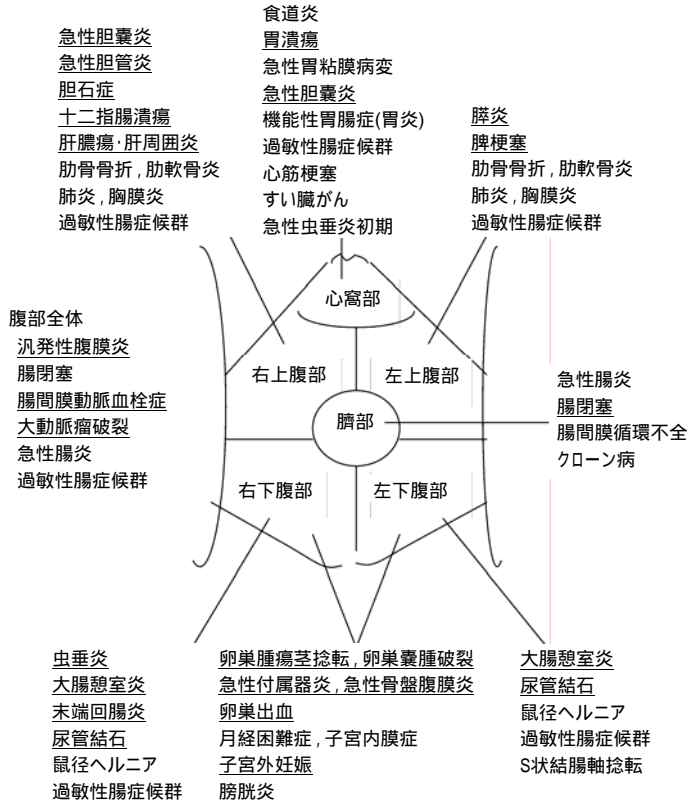 食道炎
胃潰瘍
急性胃粘膜病変
急性胆嚢炎
機能性胃腸症(胃炎)
過敏性腸症候群
心筋梗塞
すい臓がん
急性虫垂炎初期
急性胆嚢炎
急性胆管炎
胆石症
十二指腸潰瘍
肝膿瘍・肝周囲炎
肋骨骨折，肋軟骨炎
肺炎，胸膜炎
過敏性腸症候群
膵炎
脾梗塞
肋骨骨折，肋軟骨炎
肺炎，胸膜炎
過敏性腸症候群
心窩部
右上腹部
左上腹部
臍部
右下腹部
左下腹部
腹部全体
汎発性腹膜炎
腸閉塞
腸間膜動脈血栓症
大動脈瘤破裂
急性腸炎
過敏性腸症候群
急性腸炎
腸閉塞
腸間膜循環不全
クローン病
虫垂炎
大腸憩室炎
末端回腸炎
尿管結石
鼠径ヘルニア
過敏性腸症候群
卵巣腫瘍茎捻転，卵巣嚢腫破裂
急性付属器炎，急性骨盤腹膜炎
卵巣出血
月経困難症，子宮内膜症
子宮外妊娠
膀胱炎
大腸憩室炎
尿管結石
鼠径ヘルニア
過敏性腸症候群
S状結腸軸捻転